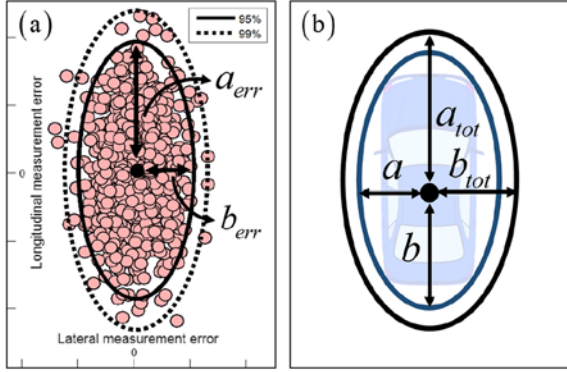 (a)
95%
99%
a_err
b_err
Longitudinal measurement error
0
Lateral measurement error
0
(b)
a_tot
a
b_tot
b